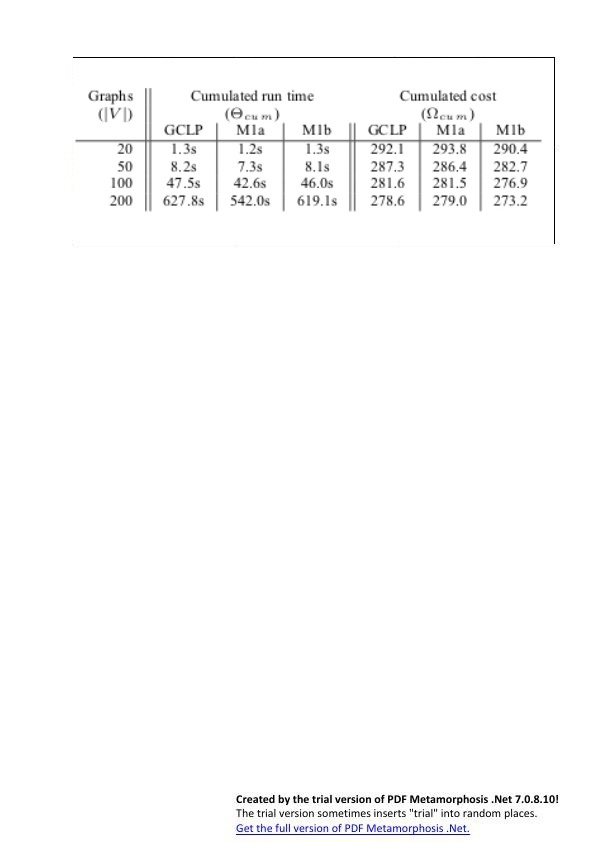 Graphs Cumulated run time Cumulated cost
(|V|) (Θcum) (Ωcum)
GCLP M1a M1b GCLP M1a M1b
20 1.3s 1.2s 1.3s 292.1 293.8 290.4
50 8.2s 7.3s 8.1s 287.3 286.4 282.7
100 47.5s 42.6s 46.0s 281.6 281.5 276.9
200 627.8s 542.0s 619.1s 278.6 279.0 273.2
Created by the trial version of PDF Metamorphosis .Net 7.0.8.10!
The trial version sometimes inserts "trial" into random places.
Get the full version of PDF Metamorphosis .Net.